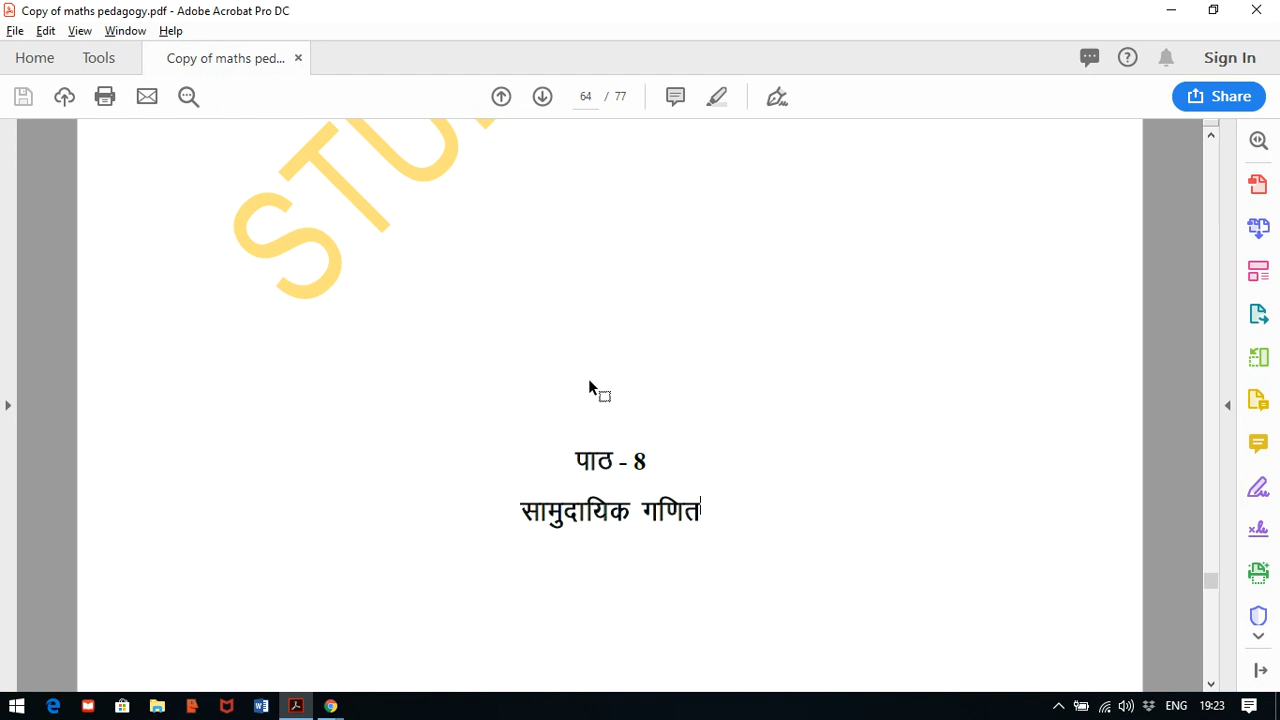 Copy of maths pedagogy.pdf - Adobe Acrobat Pro DC
File Edit View Window Help
Home Tools Copy of maths ped... × Sign In
64 / 77 Share
STU
पाठ - 8
सामुदायिक गणित
ENG 19:23